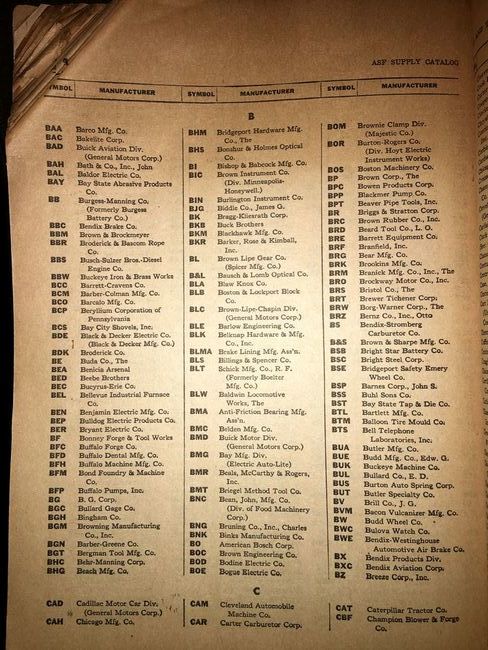 ASF SUPPLY CATALOG
SYMBOL MANUFACTURER
SYMBOL MANUFACTURER
SYMBOL MANUFACTURER
B
BAA Barco Mfg. Co.
BAC Bakelite Corp.
BAD Buick Aviation Div.
(General Motors Corp.)
BAH Bath & Co., Inc., John
BAL Baldor Electric Co.
BAY Bay State Abrasive Products
Co.
BB Burgess-Manning Co.
(Formerly Burgess
Battery Co.)
BBC Bendix Brake Co.
BBM Brown & Brockmeyer
BBR Broderick & Bascom Rope
Co.
BBS Busch-Sulzer Bros.-Diesel
Engine Co.
BBW Buckeye Iron & Brass Works
BCC Barrett-Cravens Co.
BCM Barber-Colman Mfg. Co.
BCO Barcalo Mfg. Co.
BCP Beryllium Corporation of
Pennsylvania
BCS Bay City Shovels, Inc.
BDE Black & Decker Electric Co.
(Black & Decker Mfg. Co.)
BDK Broderick Co.
BE Buda Co., The
BEA Benicia Arsenal
BED Beebe Brothers
BEC Bucyrus-Erie Co.
BEL Bellevue Industrial Furnace
Co.
BEN Benjamin Electric Mfg. Co.
BEP Bulldog Electric Products Co.
BER Bryant Electric Co.
BF Bonney Forge & Tool Works
BFC Buffalo Forge Co.
BFD Buffalo Dental Mfg. Co.
BFH Buffalo Machine Mfg. Co.
BFM Bond Foundry & Machine
Co.
BFP Buffalo Pumps, Inc.
BG B. G. Corp.
BGC Bullard Gage Co.
BGH Bingham Co.
BGM Browning Manufacturing
Co., Inc.
BGN Barber-Greene Co.
BGT Bergman Tool Mfg. Co.
BHC Behr-Manning Corp.
BHG Beach Mfg. Co.
BHM Bridgeport Hardware Mfg.
Co., The
BHS Bonshur & Holmes Optical
Co.
BI Bishop & Babcock Mfg. Co.
BIC Brown Instrument Co.
(Div. Minneapolis-
Honeywell.)
BIN Burlington Instrument Co.
BJG Biddle Co., James G.
BK Bragg-Kliesrath Corp.
BKB Buck Brothers
BKM Blackhawk Mfg. Co.
BKR Barker, Rose & Kimball,
Inc.
BL Brown Lipe Gear Co.
(Spicer Mfg. Co.)
B&L Bausch & Lomb Optical Co.
BLA Blaw Knox Co.
BLB Boston & Lockport Block
Co.
BLC Brown-Lipe-Chapin Div.
(General Motors Corp.)
BLE Barlow Engineering Co.
BLK Belknap Hardware & Mfg.
Co., Inc.
BLMA Brake Lining Mfg. Ass'n.
BLS Billings & Spencer Co.
BLT Schick Mfg. Co., R. F.
(Formerly Boelter
Mfg. Co.)
BLW Baldwin Locomotive
Works, The
BMA Anti-Friction Bearing Mfg.
Ass'n.
BMC Belden Mfg. Co.
BMD Buick Motor Div.
(General Motors Corp.)
BMG Bay Mfg. Div.
(Electric Auto-Lite)
BMR Beals, McCarthy & Rogers,
Inc.
BMT Briegel Method Tool Co.
BNC Bean, John, Mfg. Co.
(Div. of Food Machinery
Corp.)
BNG Bruning Co., Inc., Charles
BNK Binks Manufacturing Co.
BO American Bosch Corp.
BOC Brown Engineering Co.
BOD Bodine Electric Co.
BOE Bogue Electric Co.
BOM Brownie Clamp Div.
(Majestic Co.)
BOR Burton-Rogers Co.
(Div. Hoyt Electric
Instrument Works)
BOS Boston Machinery Co.
BP Brown Corp., The
BPC Bowen Products Corp.
BPP Blackmer Pump Co.
BPT Beaver Pipe Tools, Inc.
BR Briggs & Stratton Corp.
BRC Brown Rubber Co., Inc.
BRD Beard Tool Co., L. O.
BRE Barrett Equipment Co.
BRF Branfield, Inc.
BRG Bear Mfg. Co.
BRK Brookins Mfg. Co.
BRM Branick Mfg. Co., Inc., The
BRO Brockway Motor Co., Inc.
BRS Bristol Co., The
BRT Brewer Titchener Corp.
BRW Borg-Warner Corp., The
BRZ Bernz Co., Inc., Otto
BS Bendix-Stromberg
Carburetor Co.
B&S Brown & Sharpe Mfg. Co.
BSB Bright Star Battery Co.
BSC Bright Steel Corp.
BSE Bridgeport Safety Emery
Wheel Co.
BSP Barnes Corp., John S.
BSS Buhl Sons Co.
BST Bay State Tap & Die Co.
BTL Bartlett Mfg. Co.
BTM Balloon Tire Mould Co.
BTS Bell Telephone
Laboratories, Inc.
BUA Butler Mfg. Co.
BUE Budd Mfg. Co., Edw. G.
BUK Buckeye Machine Co.
BUL Bullard Co., E. D.
BUS Burton Auto Spring Corp.
BUT Butler Specialty Co.
BV Brill Co., J. G.
BVM Bacon Vulcanizer Mfg. Co.
BW Budd Wheel Co.
BWC Bulova Watch Co.
BWE Bendix-Westinghouse
Automotive Air Brake Co.
BX Bendix Products Div.
BXC Bendix Aviation Corp.
BZ Breeze Corp., Inc.
C
CAD Cadillac Motor Car Div.
(General Motors Corp.)
CAH Chicago Mfg. Co.
CAM Cleveland Automobile
Machine Co.
CAR Carter Carburetor Corp.
CAT Caterpillar Tractor Co.
CBF Champion Blower & Forge
Co.